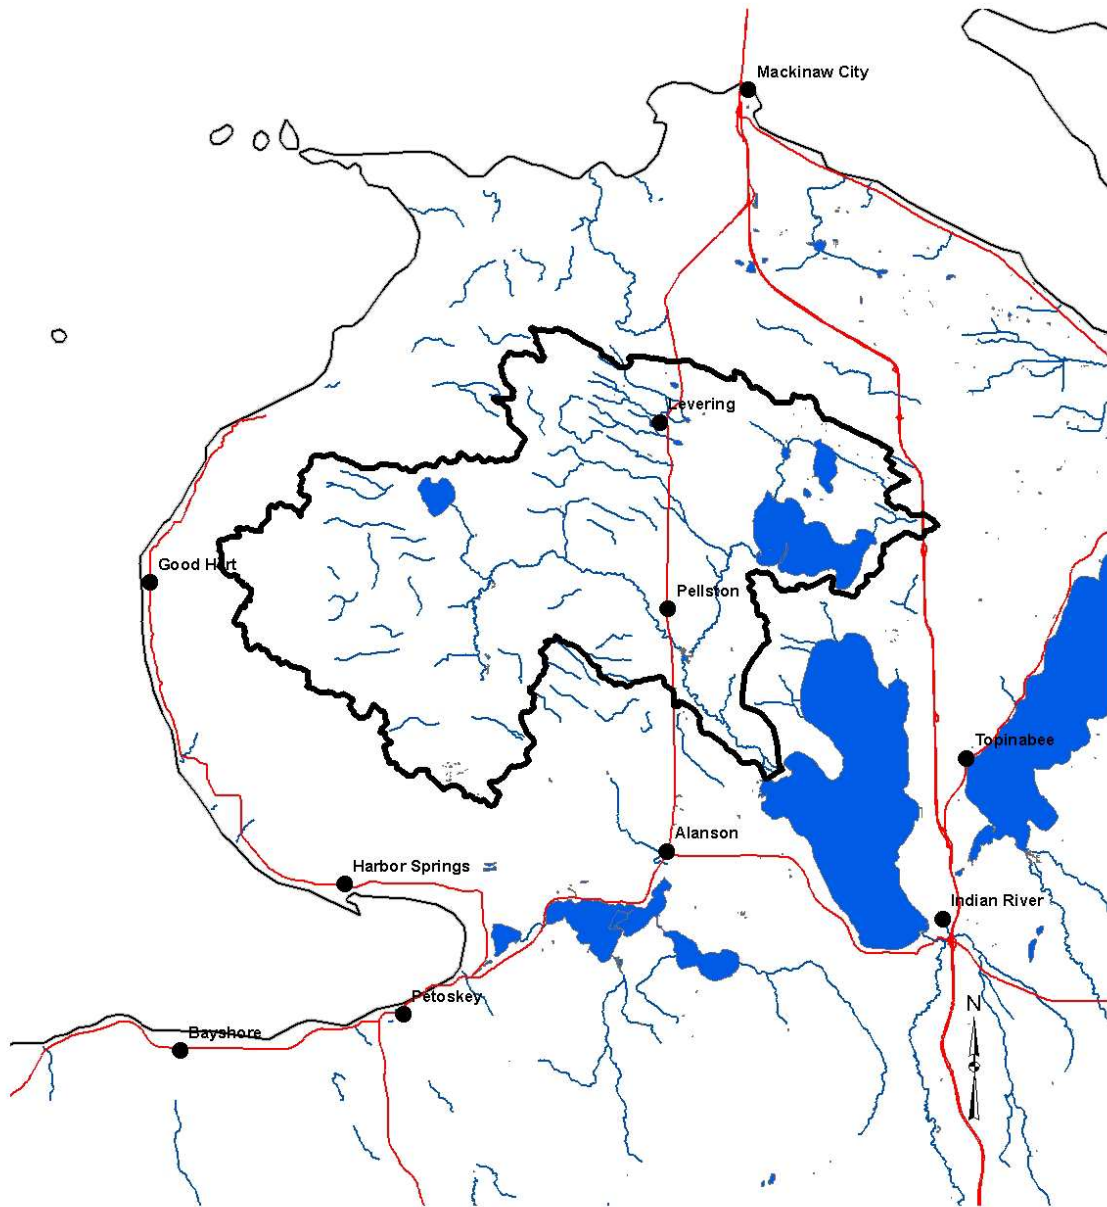 Mackinaw City
Levering
Good Hart
Pellston
Topinabee
Alanson
Harbor Springs
Indian River
N
Petoskey
Bayshore